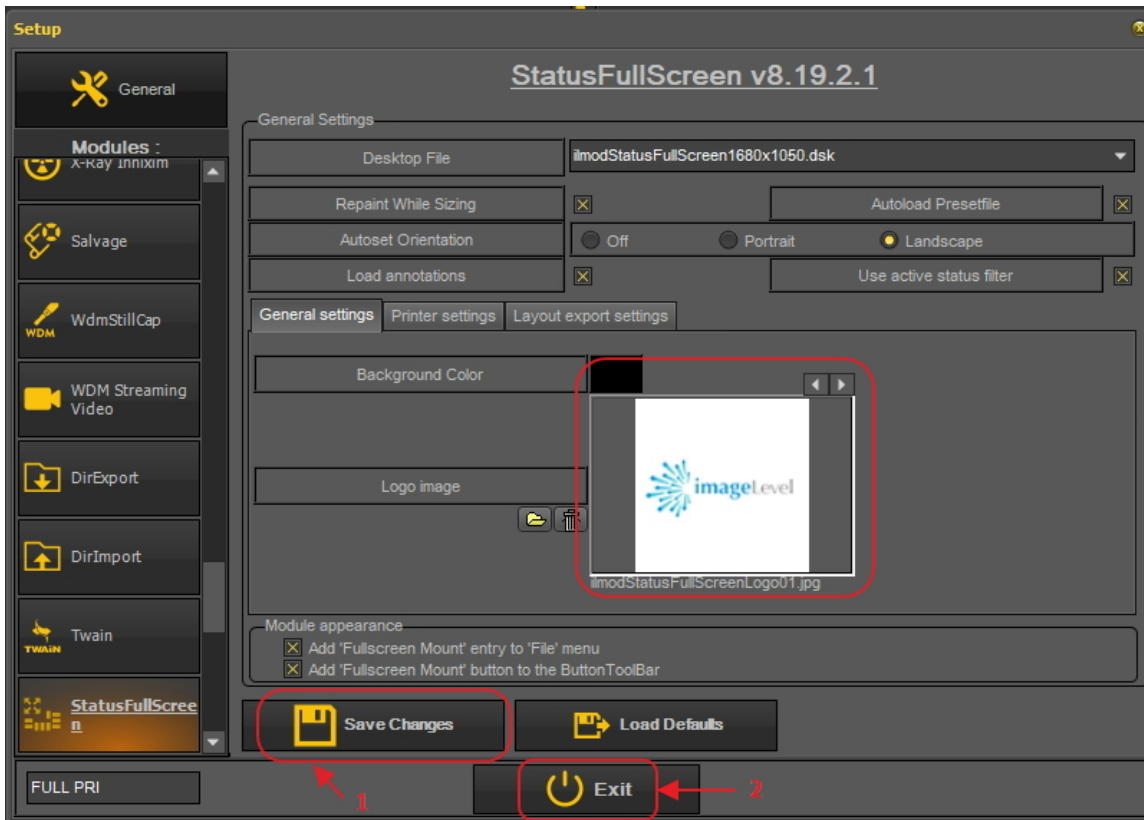 Setup
General
Modules :
X-Ray Innixim
Salvage
WDM
WdmStillCap
WDM Streaming
Video
DirExport
DirImport
TWAIN
Twain
StatusFullScree
n
FULL PRI
StatusFullScreen v8.19.2.1
General Settings
Desktop File
ilmodStatusFullScreen1680x1050.dsk
Repaint While Sizing
Autoload Presetfile
Autoset Orientation
Off
Portrait
Landscape
Load annotations
Use active status filter
General settings
Printer settings
Layout export settings
Background Color
Logo image
imageLevel
ilmodStatusFullScreenLogo01.jpg
Module appearance
Add 'Fullscreen Mount' entry to 'File' menu
Add 'Fullscreen Mount' button to the ButtonToolBar
Save Changes
Load Defaults
1
Exit
2